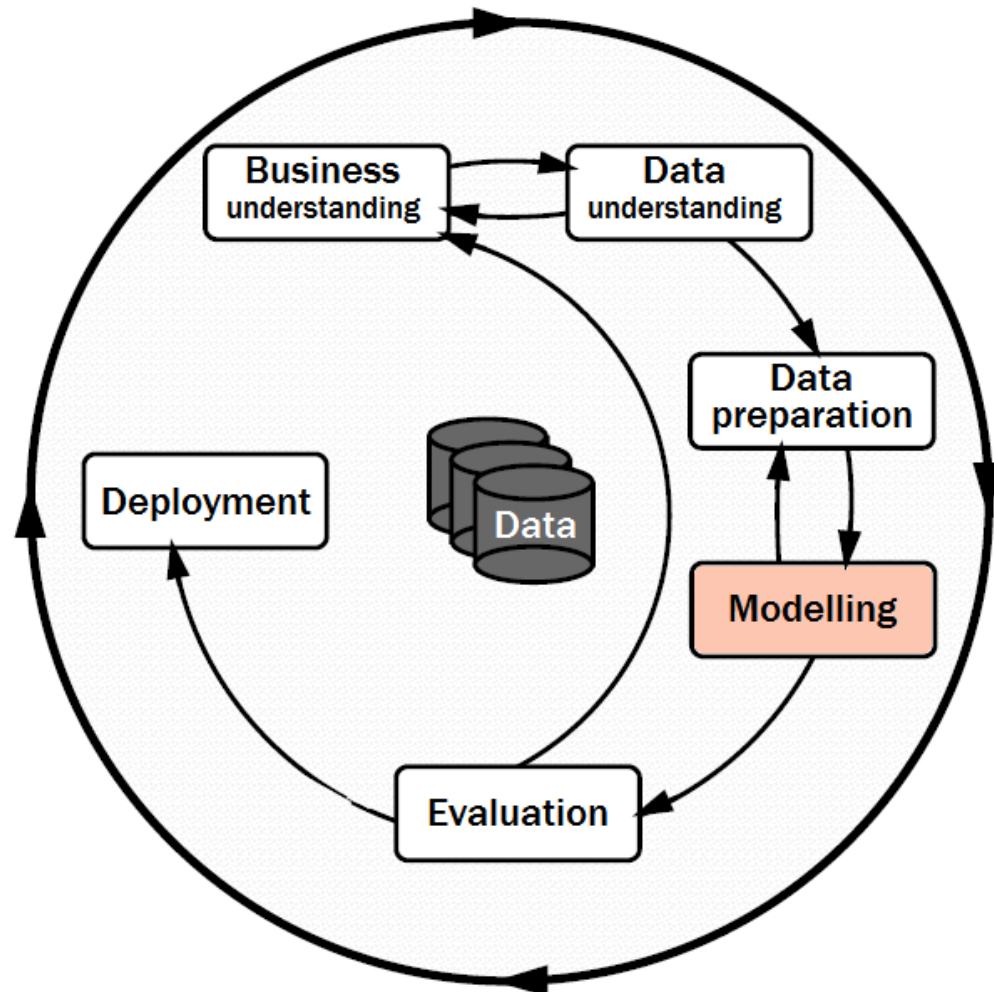 Business
understanding
Data
understanding
Data
preparation
Deployment
Data
Modelling
Evaluation